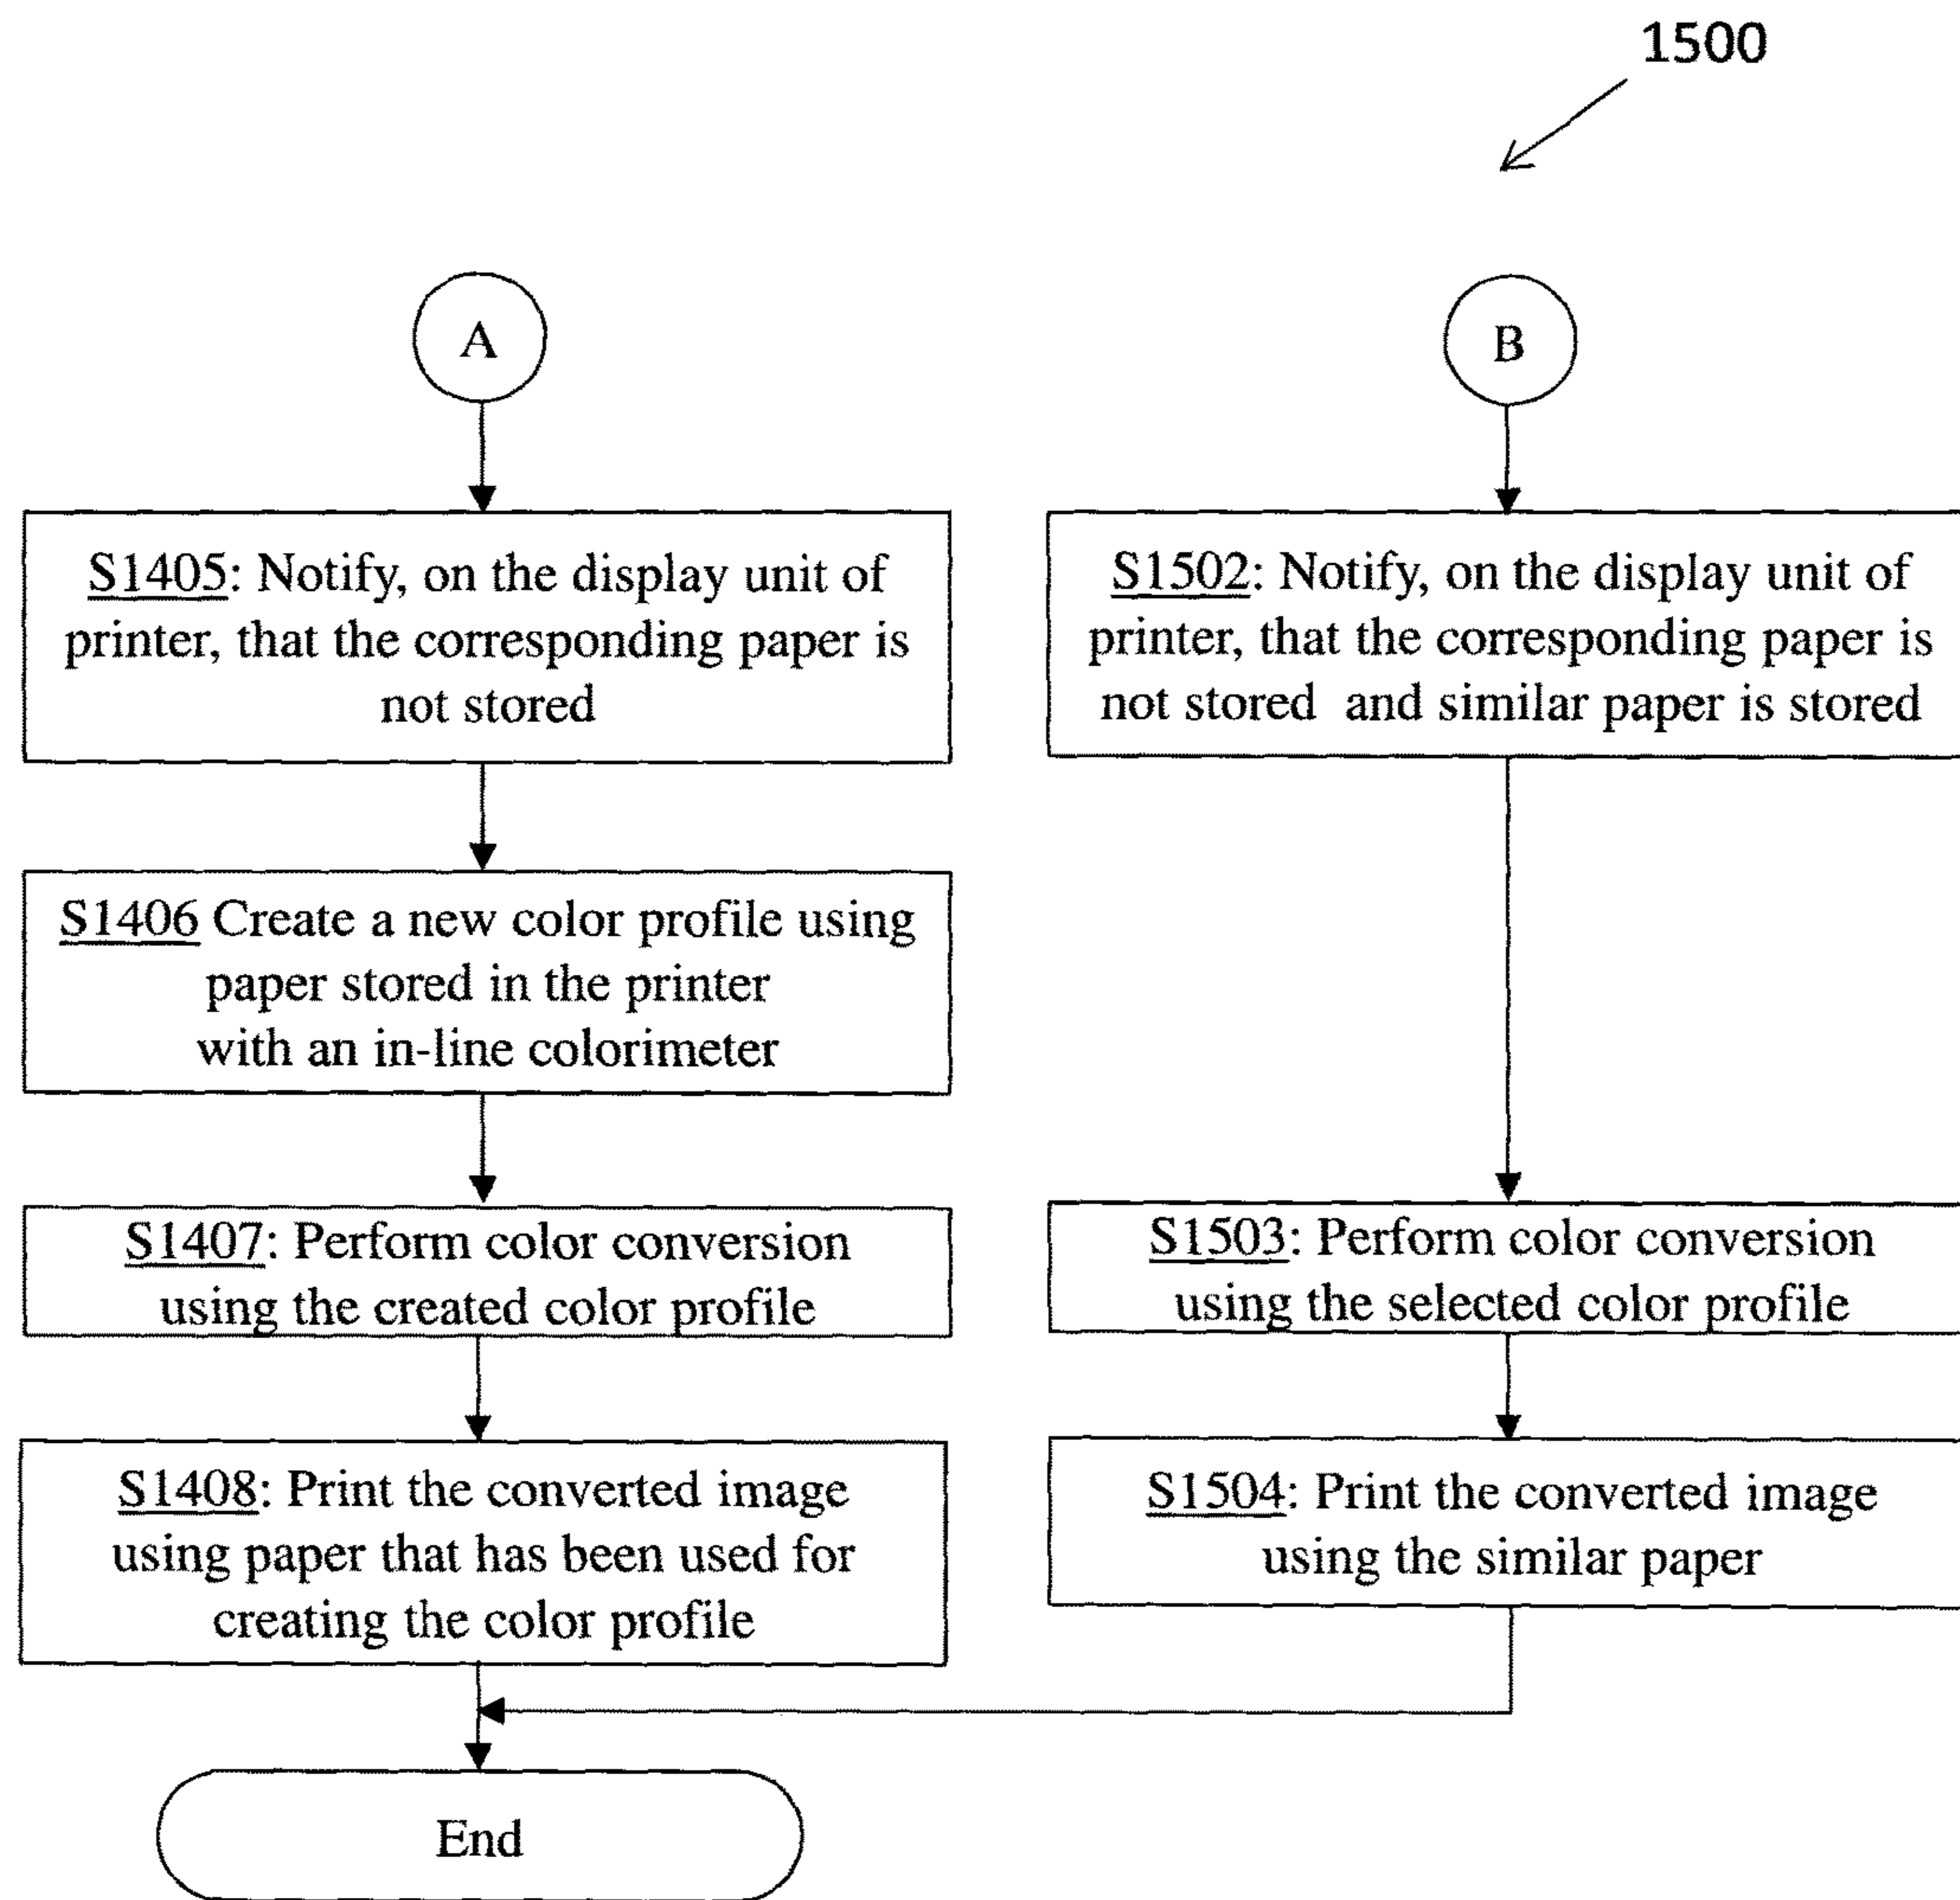 1500
A
S1405: Notify, on the display unit of
printer, that the corresponding paper is
not stored
S1406 Create a new color profile using
paper stored in the printer
with an in-line colorimeter
S1407: Perform color conversion
using the created color profile
S1408: Print the converted image
using paper that has been used for
creating the color profile
B
S1502: Notify, on the display unit of
printer, that the corresponding paper is
not stored and similar paper is stored
S1503: Perform color conversion
using the selected color profile
S1504: Print the converted image
using the similar paper
End